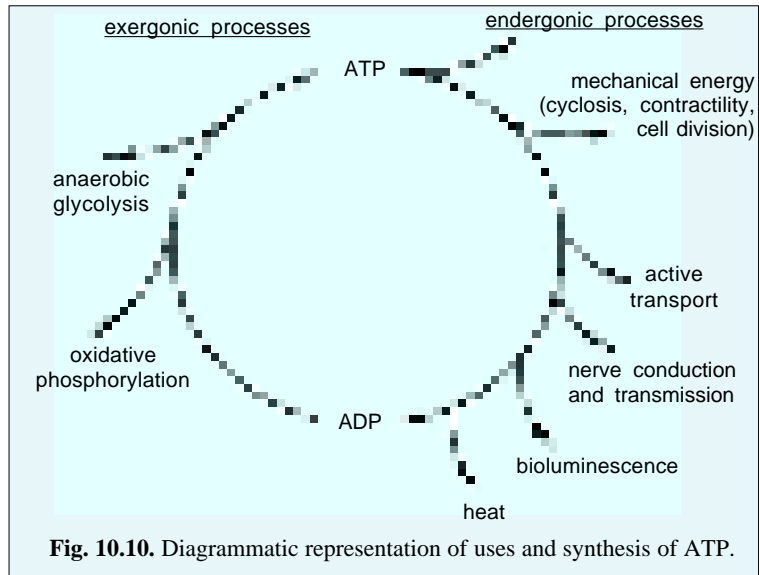 exergonic processes
endergonic processes
ATP
mechanical energy
(cyclosis, contractility,
cell division)
anaerobic
glycolysis
active
transport
oxidative
phosphorylation
nerve conduction
and transmission
ADP
bioluminescence
heat
Fig. 10.10. Diagrammatic representation of uses and synthesis of ATP.